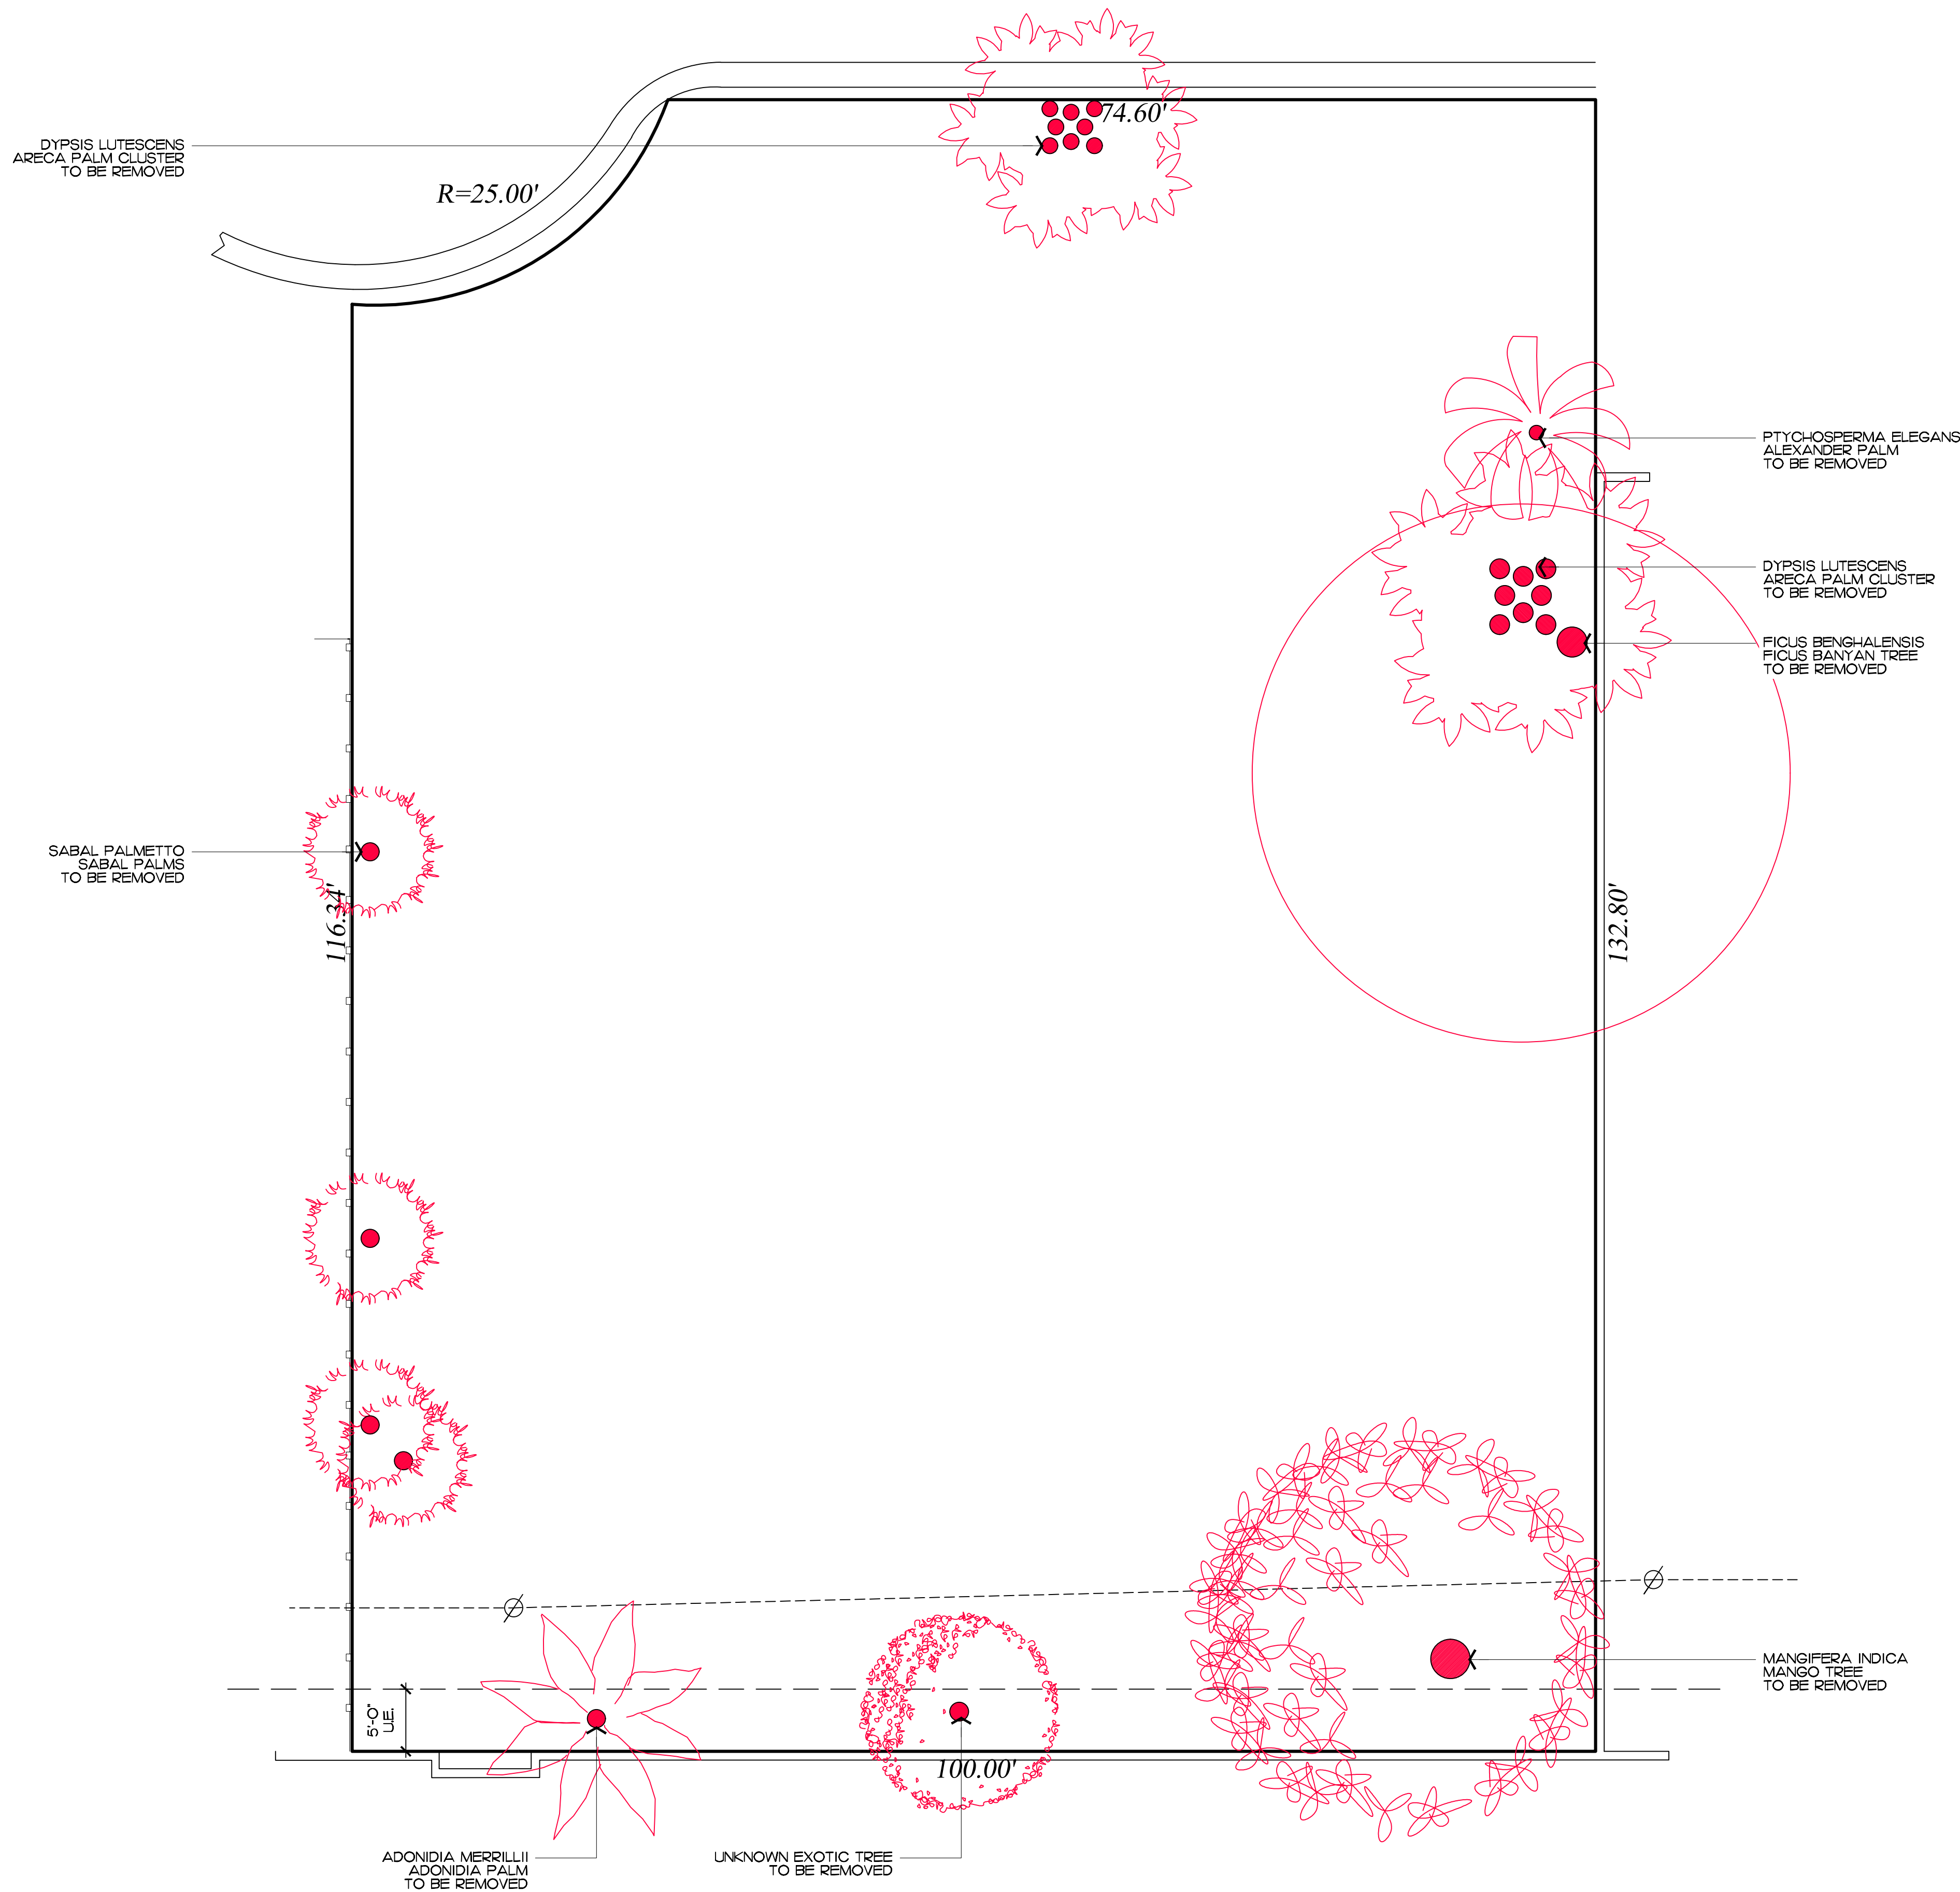 74.60'
DYPSIS LUTESCENS
ARECA PALM CLUSTER
TO BE REMOVED
R=25.00'
PTYCHOSPERMA ELEGANS
ALEXANDER PALM
TO BE REMOVED
DYPSIS LUTESCENS
ARECA PALM CLUSTER
TO BE REMOVED
FICUS BENGHALENSIS
FICUS BANYAN TREE
TO BE REMOVED
SABAL PALMETTO
SABAL PALMS
TO BE REMOVED
116.34'
132.80'
MANGIFERA INDICA
MANGO TREE
TO BE REMOVED
5'-0"
U.E.
100.00'
ADONIDIA MERRILLII
ADONIDIA PALM
TO BE REMOVED
UNKNOWN EXOTIC TREE
TO BE REMOVED